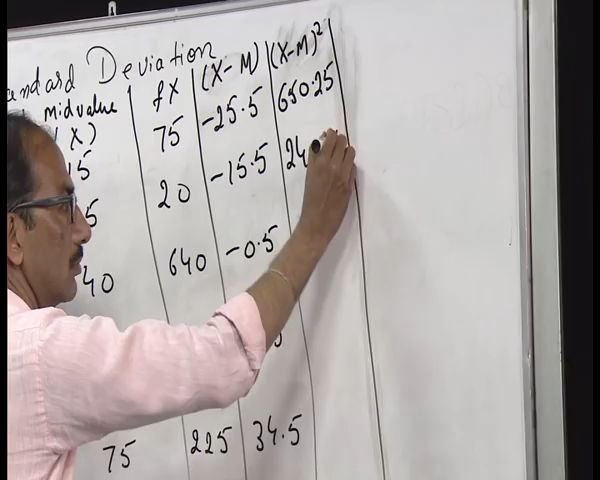 Deviation
midvalue fX (X-M) (X-M)²
X)
15 75 -25.5 650.25
5 20 -15.5 24
40 640 -0.5
75 225 34.5